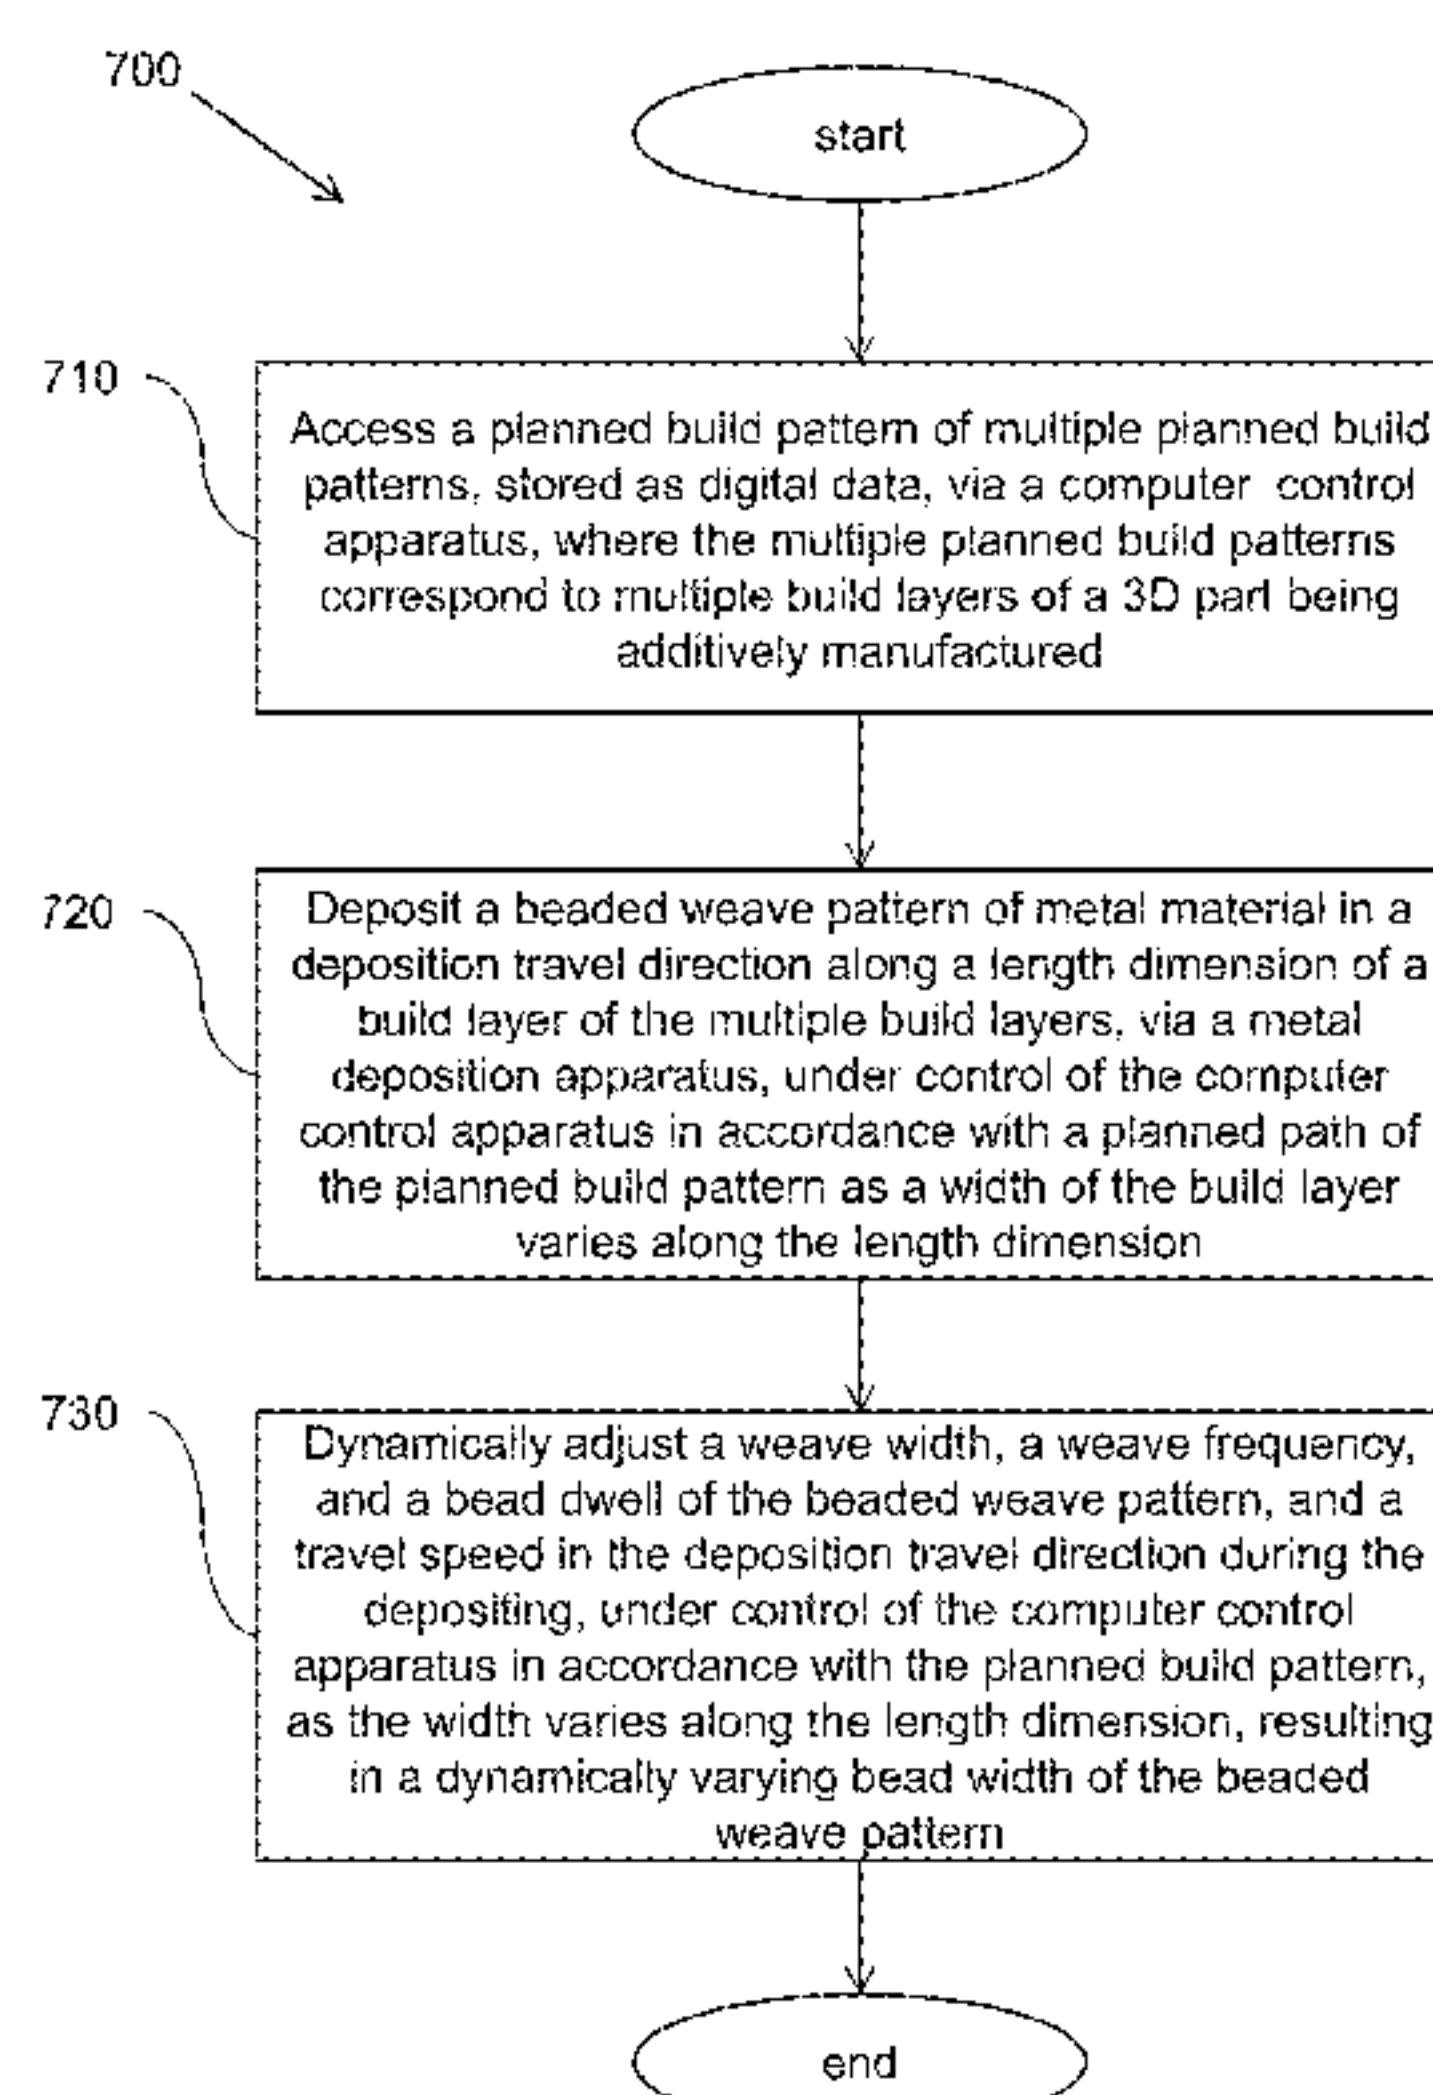 700
start
710
Access a planned build pattern of multiple planned build
patterns, stored as digital data, via a computer control
apparatus, where the multiple planned build patterns
correspond to multiple build layers of a 3D part being
additively manufactured
720
Deposit a beaded weave pattern of metal material in a
deposition travel direction along a length dimension of a
build layer of the multiple build layers, via a metal
deposition apparatus, under control of the computer
control apparatus in accordance with a planned path of
the planned build pattern as a width of the build layer
varies along the length dimension
730
Dynamically adjust a weave width, a weave frequency,
and a bead dwell of the beaded weave pattern, and a
travel speed in the deposition travel direction during the
depositing, under control of the computer control
apparatus in accordance with the planned build pattern,
as the width varies along the length dimension, resulting
in a dynamically varying bead width of the beaded
weave pattern
end